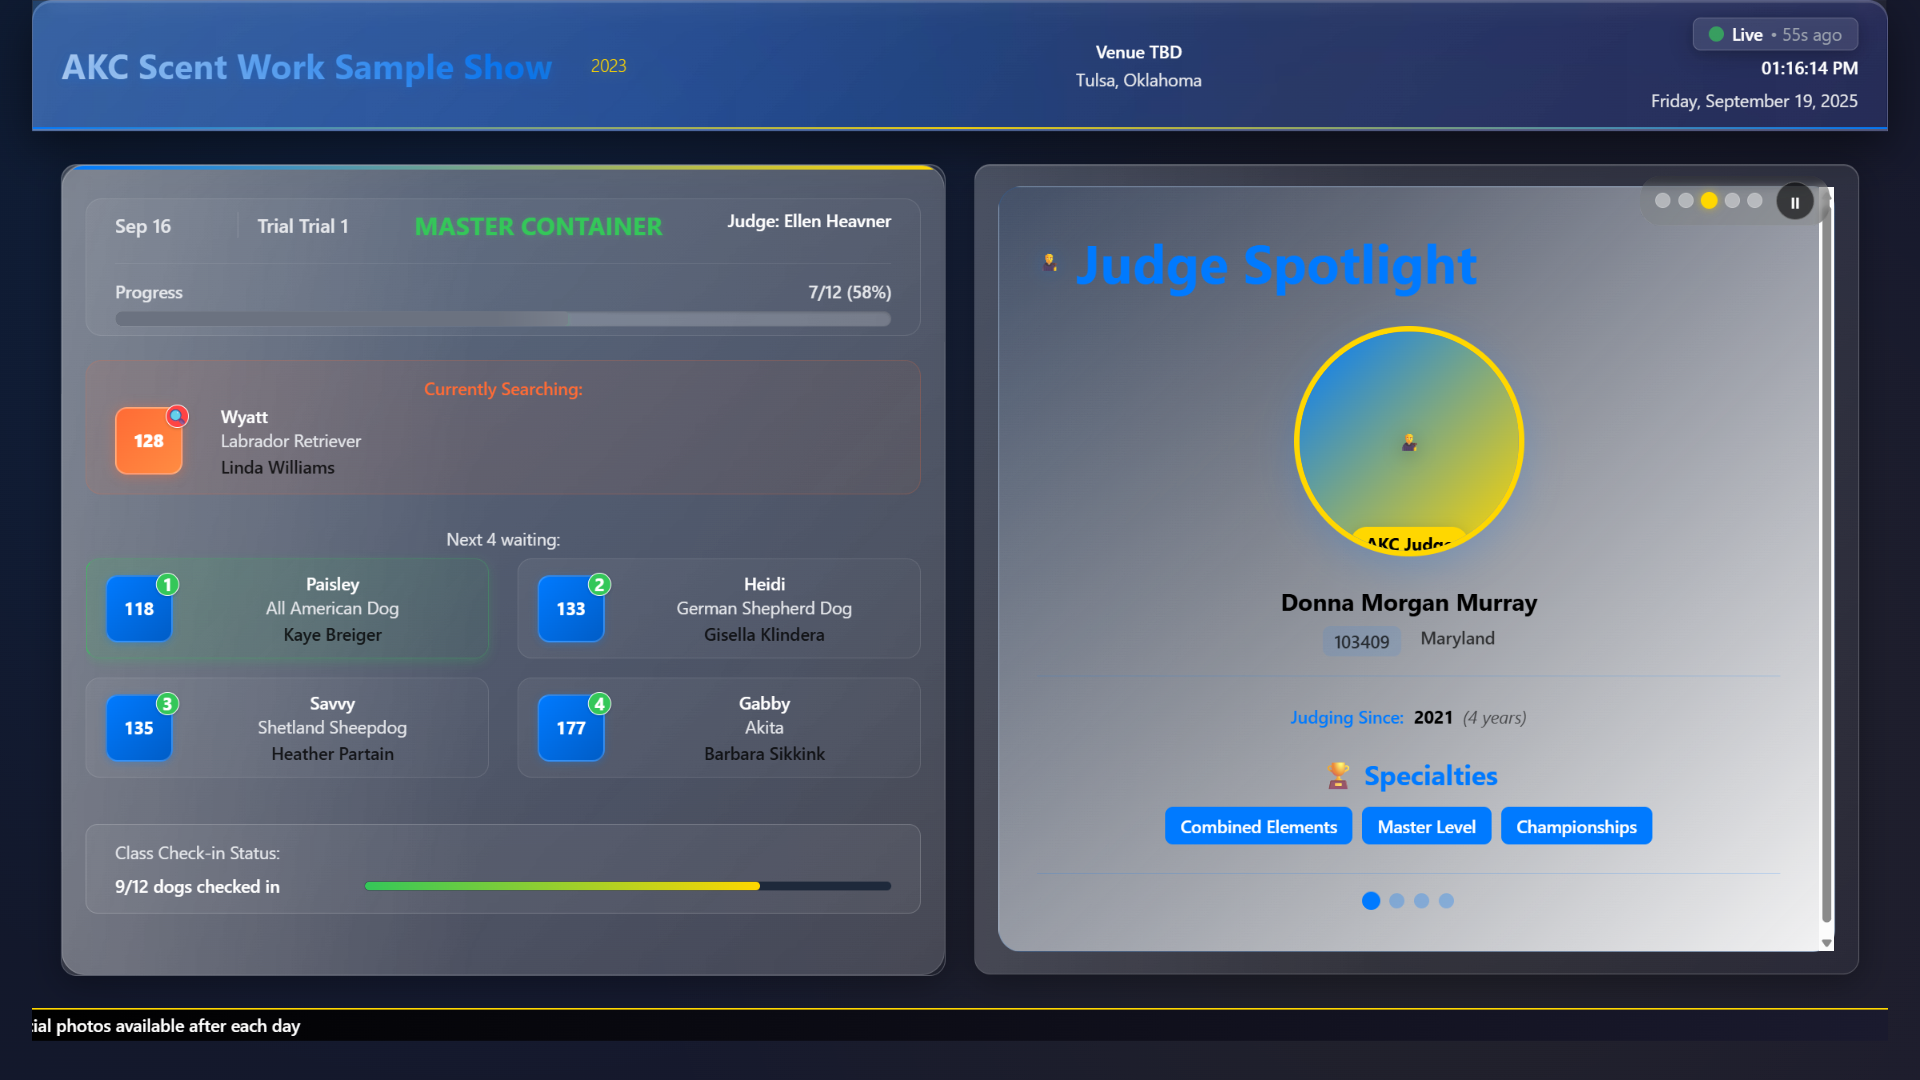 AKC Scent Work Sample Show
2023
Venue TBD
Tulsa, Oklahoma
Live • 55s ago
01:16:14 PM
Friday, September 19, 2025
Sep 16
Trial Trial 1
MASTER CONTAINER
Judge: Ellen Heavner
Progress
7/12 (58%)
Currently Searching:
128
Wyatt
Labrador Retriever
Linda Williams
Next 4 waiting:
118
1
Paisley
All American Dog
Kaye Breiger
133
2
Heidi
German Shepherd Dog
Gisella Klindera
135
3
Savvy
Shetland Sheepdog
Heather Partain
177
4
Gabby
Akita
Barbara Sikkink
Class Check-in Status:
9/12 dogs checked in
Judge Spotlight
AKC Judge
Donna Morgan Murray
103409
Maryland
Judging Since: 2021 (4 years)
Specialties
Combined Elements
Master Level
Championships
photos available after each day